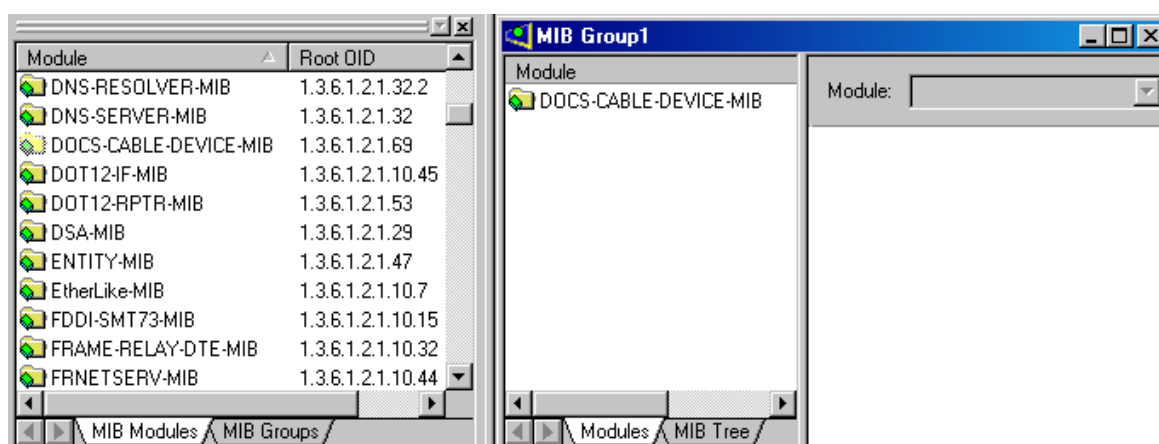 Module Root OID
DNS-RESOLVER-MIB 1.3.6.1.2.1.32.2
DNS-SERVER-MIB 1.3.6.1.2.1.32
DOCS-CABLE-DEVICE-MIB 1.3.6.1.2.1.69
DOT12-IF-MIB 1.3.6.1.2.1.10.45
DOT12-RPTR-MIB 1.3.6.1.2.1.53
DSA-MIB 1.3.6.1.2.1.29
ENTITY-MIB 1.3.6.1.2.1.47
EtherLike-MIB 1.3.6.1.2.1.10.7
FDDI-SMT73-MIB 1.3.6.1.2.1.10.15
FRAME-RELAY-DTE-MIB 1.3.6.1.2.1.10.32
FRNETSERV-MIB 1.3.6.1.2.1.10.44
MIB Modules MIB Groups
MIB Group1
Module
DOCS-CABLE-DEVICE-MIB
Module:
Modules MIB Tree